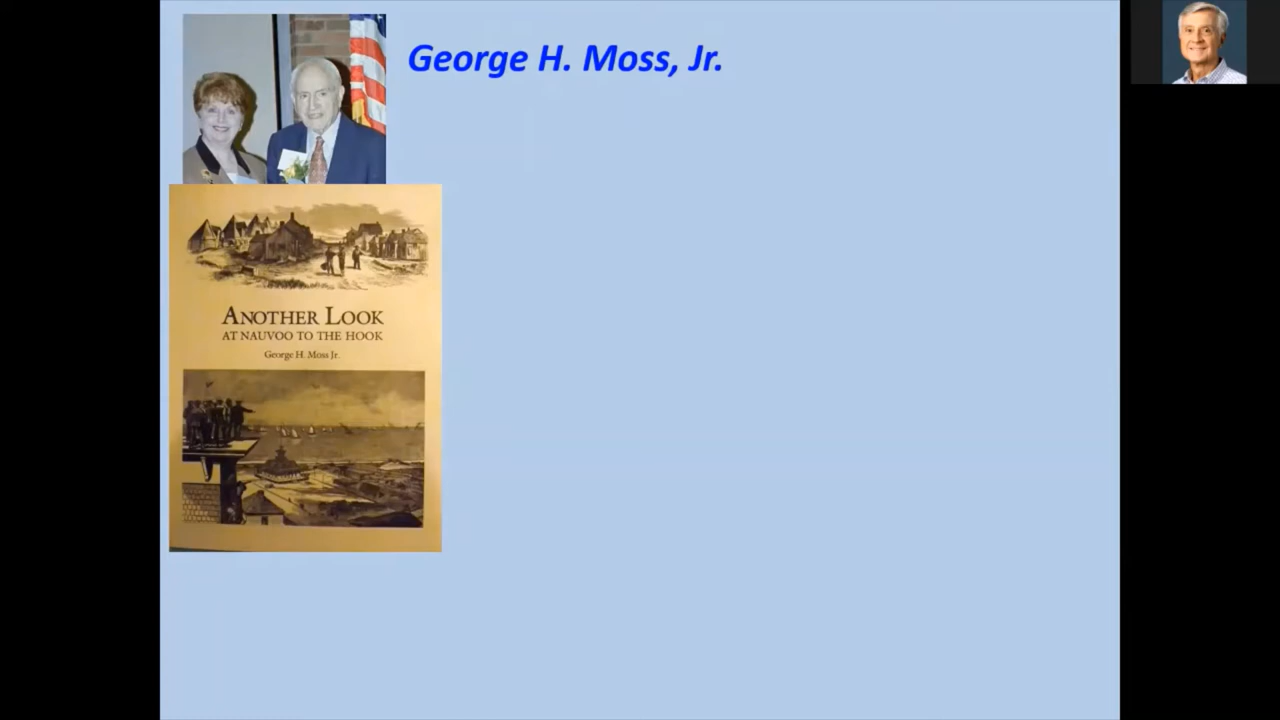 George H. Moss, Jr.
ANOTHER LOOK
AT NAUVOO TO THE HOOK
George H. Moss Jr.